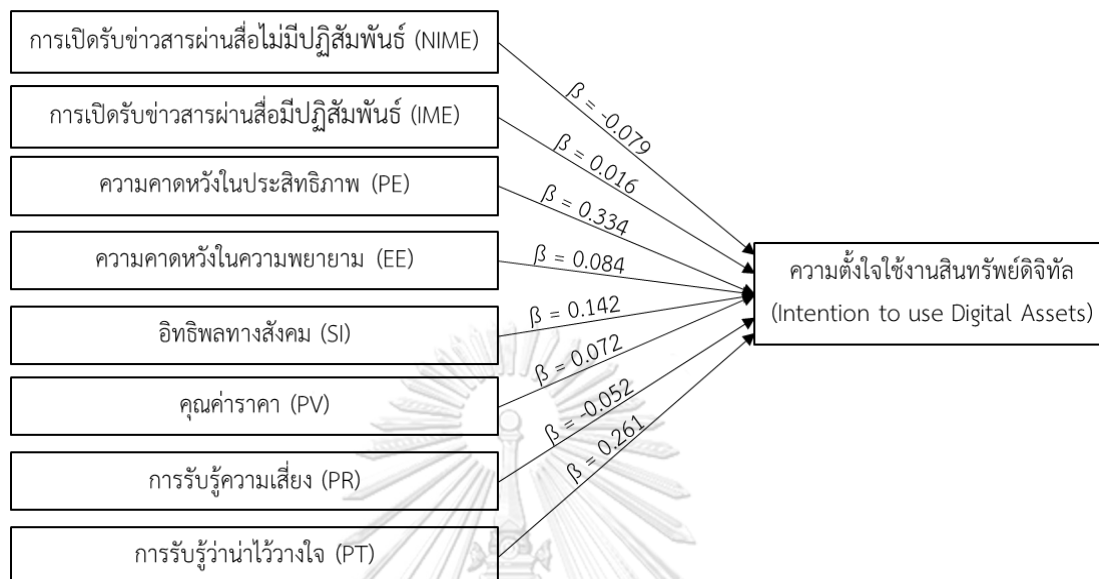 การเปิดรับข่าวสารผ่านสื่อไม่มีปฏิสัมพันธ์ (NIME)
การเปิดรับข่าวสารผ่านสื่อมีปฏิสัมพันธ์ (IME)
ความคาดหวังในประสิทธิภาพ (PE)
ความคาดหวังในความพยายาม (EE)
อิทธิพลทางสังคม (SI)
คุณค่าราคา (PV)
การรับรู้ความเสี่ยง (PR)
การรับรู้ว่าน่าไว้วางใจ (PT)
β = -0.079
β = 0.016
β = 0.334
β = 0.084
β = 0.142
β = 0.072
β = -0.052
β = 0.261
ความตั้งใจใช้งานสินทรัพย์ดิจิทัล
(Intention to use Digital Assets)